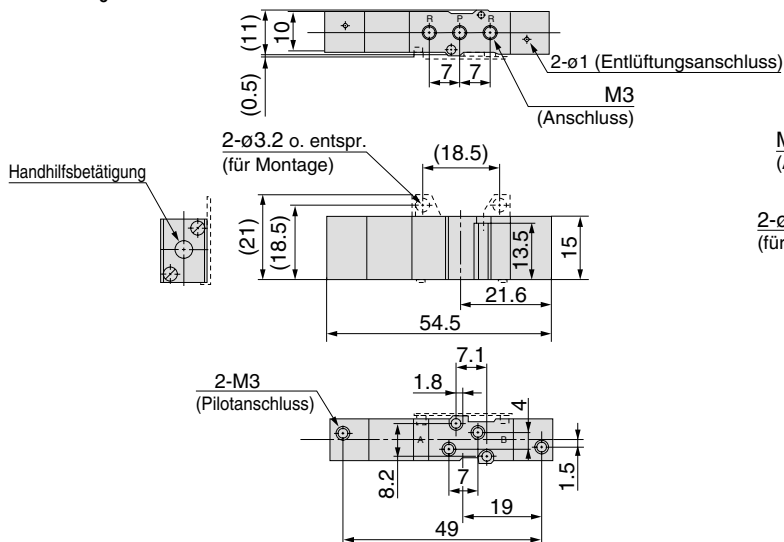 R P R
(11)
10
(0.5)
7 7
2-ø1 (Entlüftungsanschluss)
M3
(Anschluss)
2-ø3.2 o. entspr.
(für Montage)
(18.5)
Handhilfsbetätigung
(21)
(18.5)
13.5
15
21.6
54.5
2-ø
(für
7.1
2-M3
(Pilotanschluss)
1.8
4
A B
8.2
7
1.5
19
49